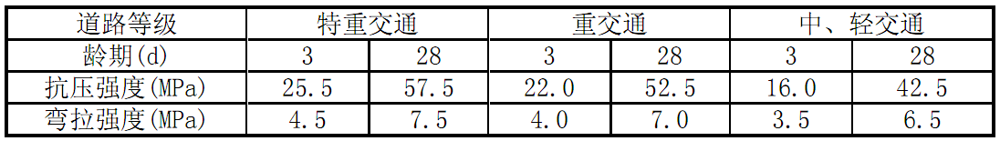 道路等级 特重交通 重交通 中、轻交通
龄期(d) 3 28 3 28 3 28
抗压强度(MPa) 25.5 57.5 22.0 52.5 16.0 42.5
弯拉强度(MPa) 4.5 7.5 4.0 7.0 3.5 6.5